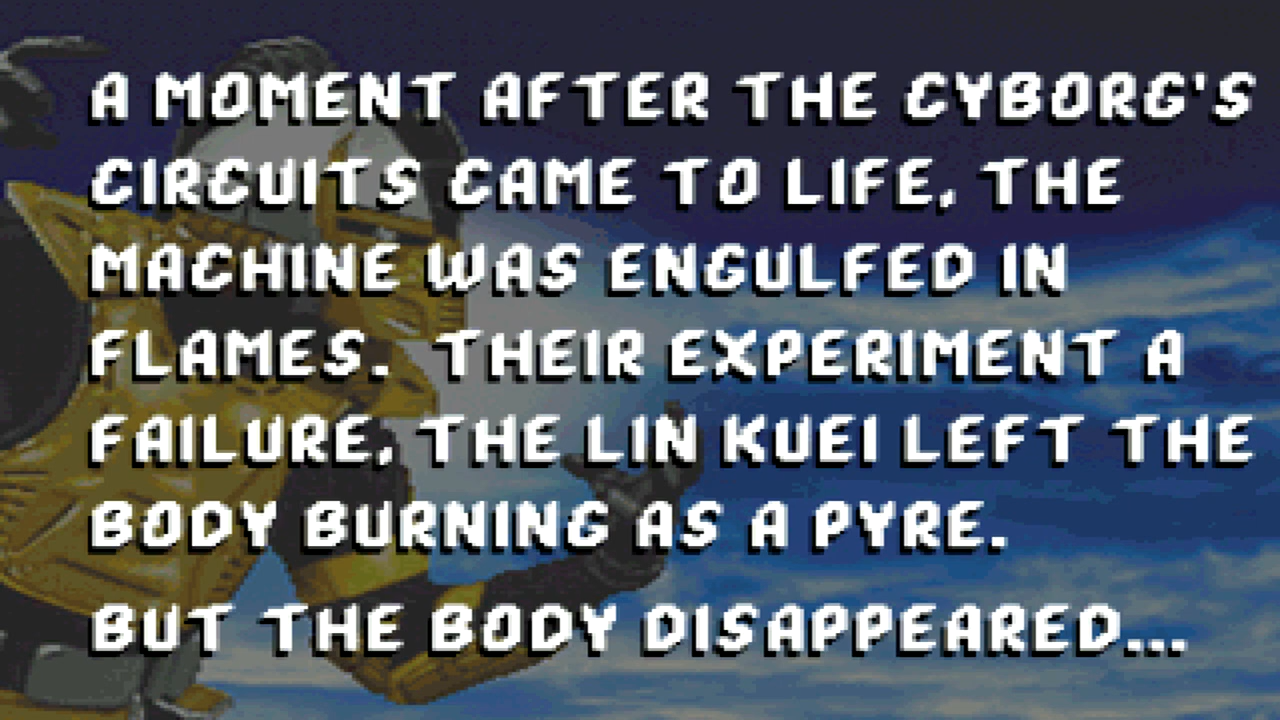 A MOMENT AFTER THE CYBORG'S
CIRCUITS CAME TO LIFE, THE
MACHINE WAS ENGULFED IN
FLAMES. THEIR EXPERIMENT A
FAILURE, THE LIN KUEI LEFT THE
BODY BURNING AS A PYRE.
BUT THE BODY DISAPPEARED...